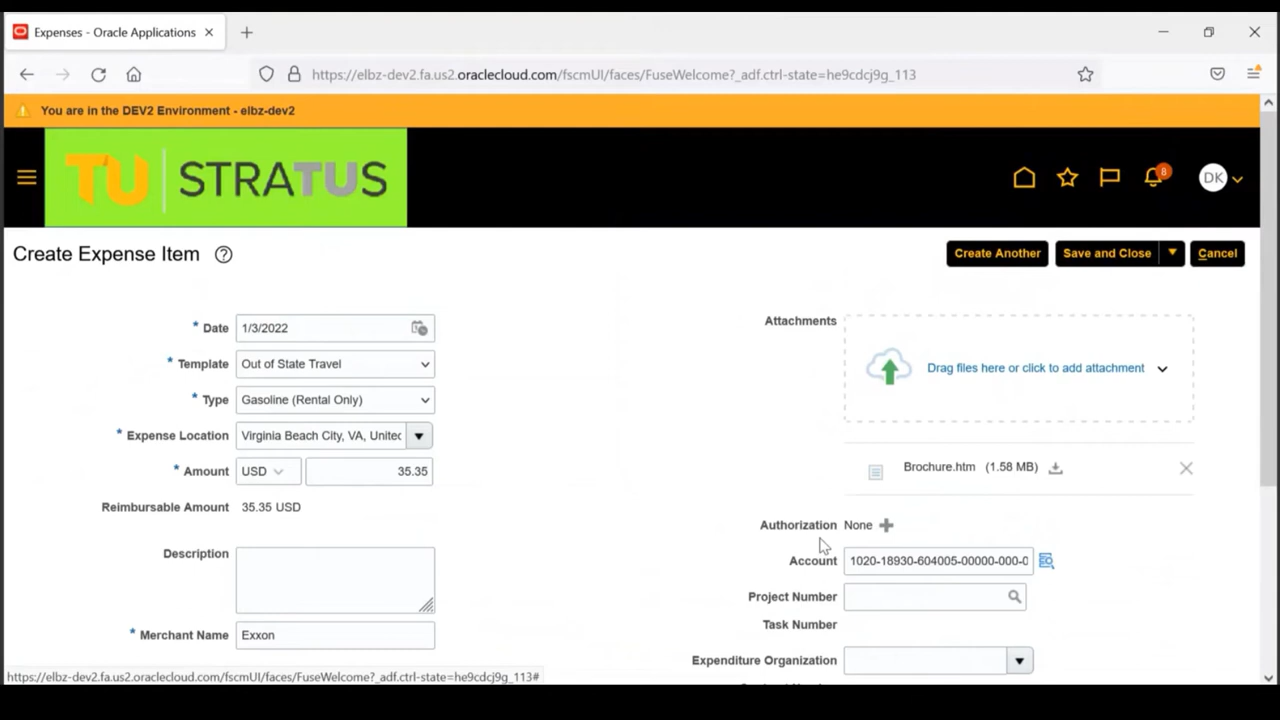 Expenses - Oracle Applications
https://elbz-dev2.fa.us2.oraclecloud.com/fscmUI/faces/FuseWelcome?_adf.ctrl-state=he9cdcj9g_113
You are in the DEV2 Environment - elbz-dev2
TU | STRATUS
8
DK
Create Expense Item ?
Create Another
Save and Close
Cancel
* Date 1/3/2022
* Template Out of State Travel
* Type Gasoline (Rental Only)
* Expense Location Virginia Beach City, VA, Unitec
* Amount USD 35.35
Reimbursable Amount 35.35 USD
Description
* Merchant Name Exxon
Attachments
Drag files here or click to add attachment
Brochure.htm (1.58 MB)
Authorization None
Account 1020-18930-604005-00000-000-0
Project Number
Task Number
Expenditure Organization
https://elbz-dev2.fa.us2.oraclecloud.com/fscmUI/faces/FuseWelcome?_adf.ctrl-state=he9cdcj9g_113#